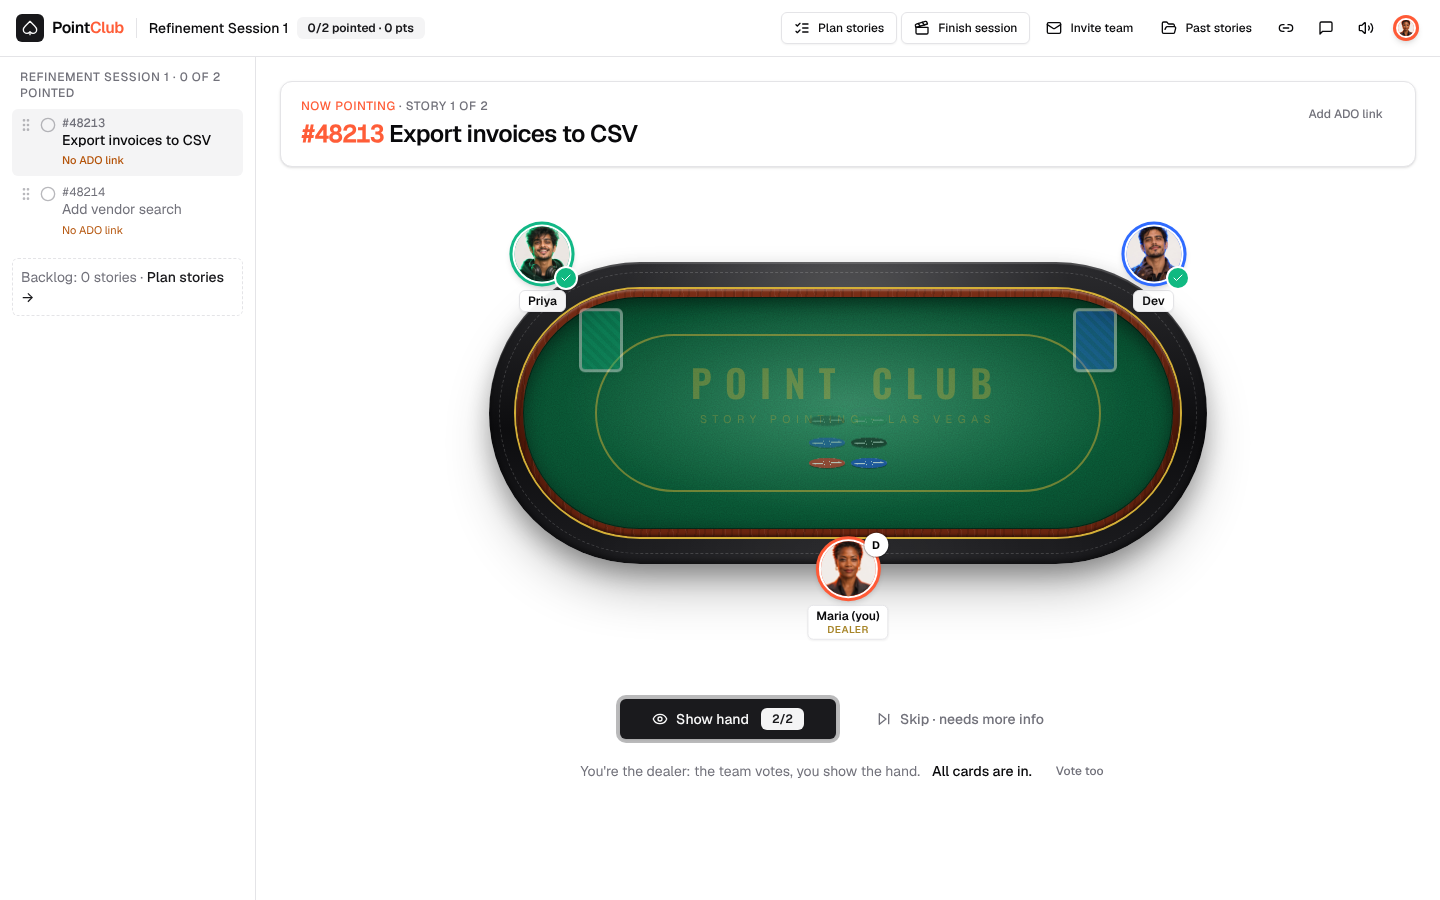 PointClub
Refinement Session 1
0/2 pointed · 0 pts
Plan stories
Finish session
Invite team
Past stories
REFINEMENT SESSION 1 · 0 OF 2
POINTED
#48213
Export invoices to CSV
No ADO link
#48214
Add vendor search
No ADO link
Backlog: 0 stories · Plan stories
→
NOW POINTING · STORY 1 OF 2
#48213 Export invoices to CSV
Add ADO link
Priya
Dev
POINT CLUB
STORY POINTING · LAS VEGAS
D
Maria (you)
DEALER
Show hand
2/2
Skip · needs more info
You're the dealer: the team votes, you show the hand. All cards are in.
Vote too